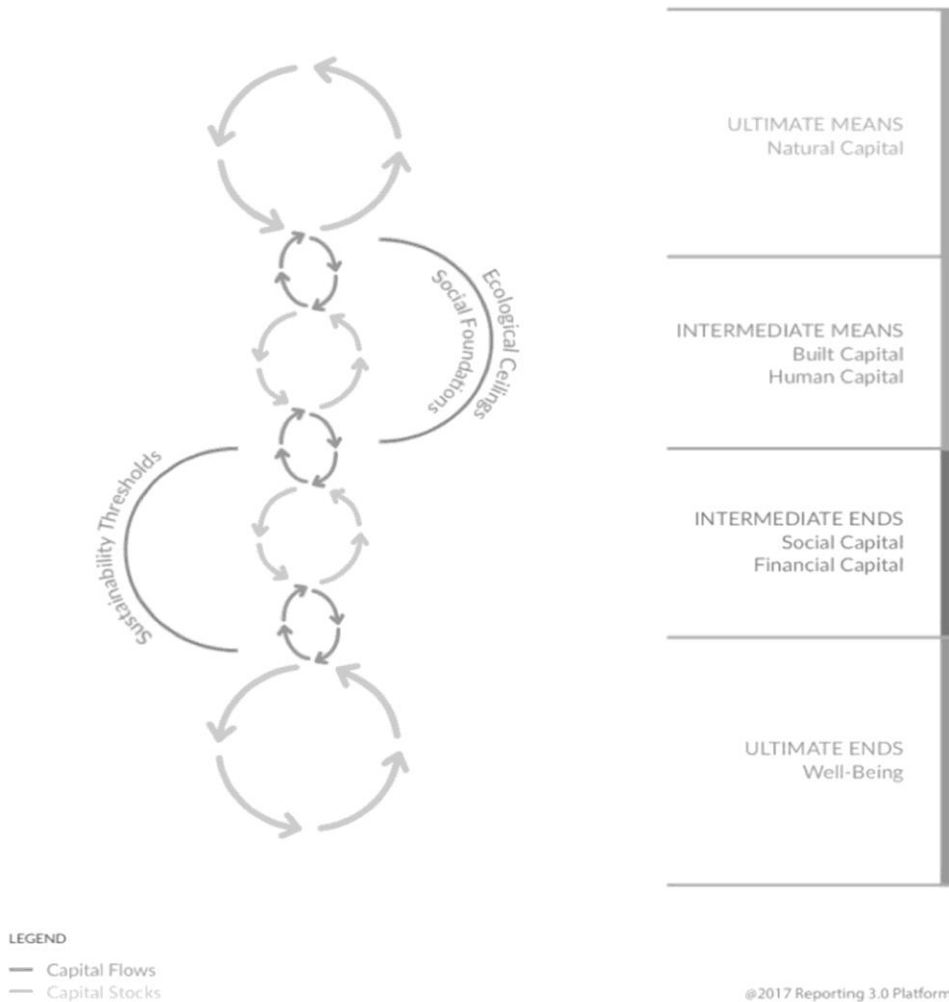 ULTIMATE MEANS
Natural Capital
Ecological Ceilings
Social Foundations
INTERMEDIATE MEANS
Built Capital
Human Capital
Sustainability Thresholds
INTERMEDIATE ENDS
Social Capital
Financial Capital
ULTIMATE ENDS
Well-Being
LEGEND
Capital Flows
Capital Stocks
@2017 Reporting 3.0 Platform